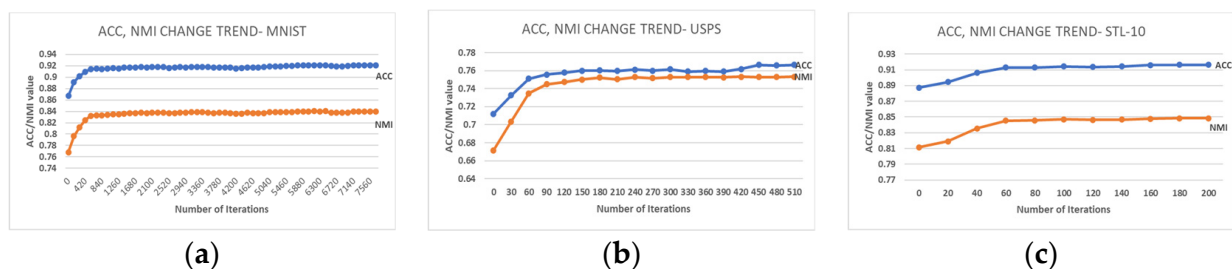 ACC, NMI CHANGE TREND- MNIST
ACC/NMI value
0.94
0.92
0.9
0.88
0.86
0.84
0.82
0.8
0.78
0.76
0.74
ACC
NMI
0 420 840 1260 1680 2100 2520 2940 3360 3780 4200 4620 5040 5460 5880 6300 6720 7140 7560
Number of Iterations
(a)
ACC, NMI CHANGE TREND- USPS
ACC/NMI value
0.78
0.76
0.74
0.72
0.7
0.68
0.66
0.64
ACC
NMI
0 30 60 90 120 150 182 210 240 270 300 330 390 390 420 450 480 510
Number of Iterations
(b)
ACC, NMI CHANGE TREND- STL-10
ACC/NMI value
0.93
0.91
0.89
0.87
0.85
0.83
0.81
0.79
0.77
ACC
NMI
0 20 40 60 80 100 120 140 160 180 200
Number of Iterations
(c)